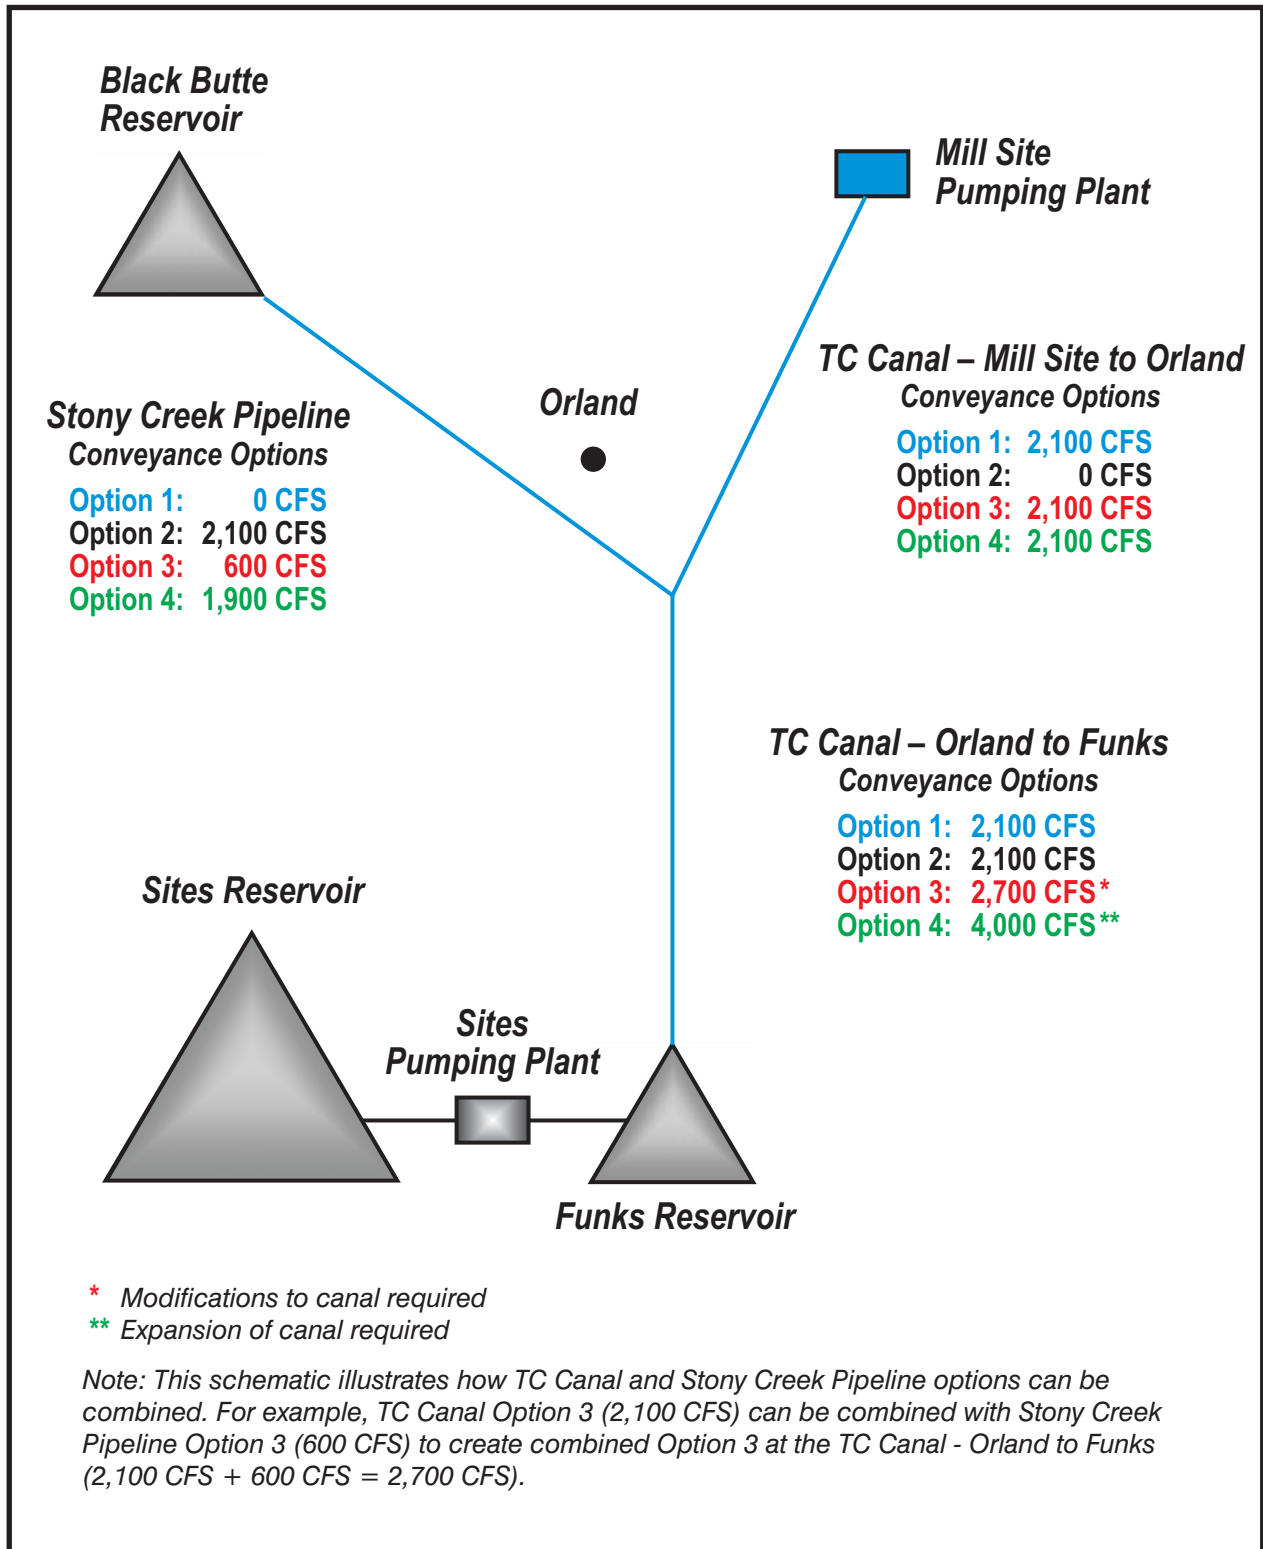 Black Butte
Reservoir
Mill Site
Pumping Plant
TC Canal – Mill Site to Orland
Conveyance Options
Option 1: 2,100 CFS
Option 2: 0 CFS
Option 3: 2,100 CFS
Option 4: 2,100 CFS
Orland
Stony Creek Pipeline
Conveyance Options
Option 1: 0 CFS
Option 2: 2,100 CFS
Option 3: 600 CFS
Option 4: 1,900 CFS
TC Canal – Orland to Funks
Conveyance Options
Option 1: 2,100 CFS
Option 2: 2,100 CFS
Option 3: 2,700 CFS*
Option 4: 4,000 CFS**
Sites Reservoir
Sites
Pumping Plant
Funks Reservoir
* Modifications to canal required
** Expansion of canal required
Note: This schematic illustrates how TC Canal and Stony Creek Pipeline options can be
combined. For example, TC Canal Option 3 (2,100 CFS) can be combined with Stony Creek
Pipeline Option 3 (600 CFS) to create combined Option 3 at the TC Canal - Orland to Funks
(2,100 CFS + 600 CFS = 2,700 CFS).